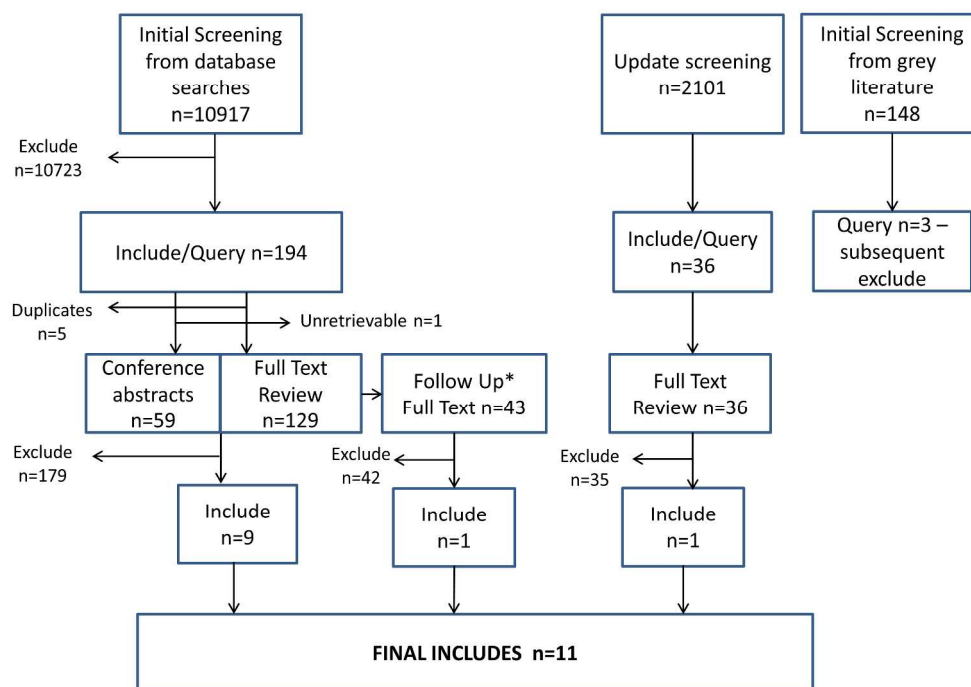 Initial Screening
from database
searches
n=10917
Update screening
n=2101
Initial Screening
from grey
literature
n=148
Exclude
n=10723
Include/Query n=194
Include/Query
n=36
Query n=3 –
subsequent
exclude
Duplicates
n=5
Unretrievable n=1
Conference
abstracts
n=59
Full Text
Review
n=129
Follow Up*
Full Text n=43
Full Text
Review n=36
Exclude
n=179
Exclude
n=42
Exclude
n=35
Include
n=9
Include
n=1
Include
n=1
FINAL INCLUDES n=11